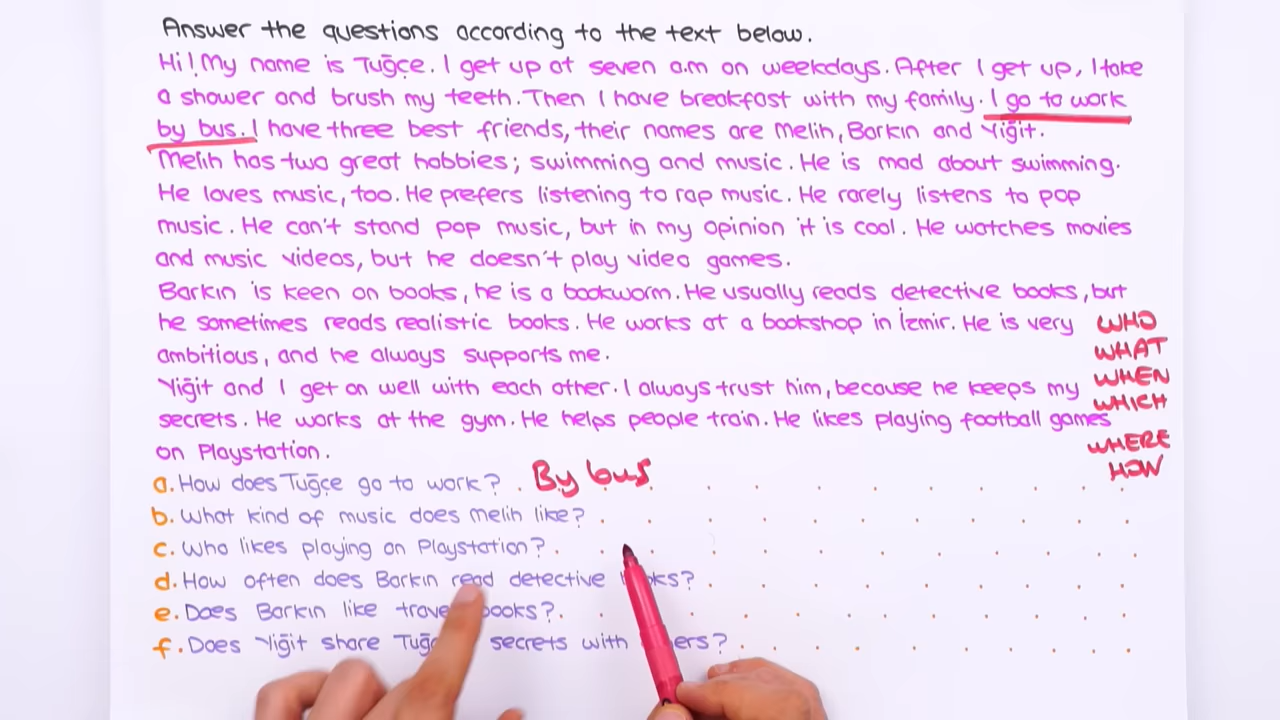 Answer the questions according to the text below.
Hi! My name is Tuğçe. I get up at seven a.m on weekdays. After I get up, I take
a shower and brush my teeth. Then I have breakfast with my family. I go to work
by bus. I have three best friends, their names are Melih, Barkın and Yiğit.
Melih has two great hobbies; swimming and music. He is mad about swimming.
He loves music, too. He prefers listening to rap music. He rarely listens to pop
music. He can't stand pop music, but in my opinion it is cool. He watches movies
and music videos, but he doesn't play video games.
Barkın is keen on books, he is a bookworm. He usually reads detective books, but
he sometimes reads realistic books. He works at a bookshop in İzmir. He is very
ambitious, and he always supports me.
Yiğit and I get on well with each other. I always trust him, because he keeps my
secrets. He works at the gym. He helps people train. He likes playing football games
on Playstation.
WHO
WHAT
WHEN
WHICH
WHERE
HOW
a. How does Tuğçe go to work? By bus
b. What kind of music does Melih like?
c. Who likes playing on Playstation?
d. How often does Barkın read detective
e. Does Barkın like books?
f. Does Yiğit share secrets with